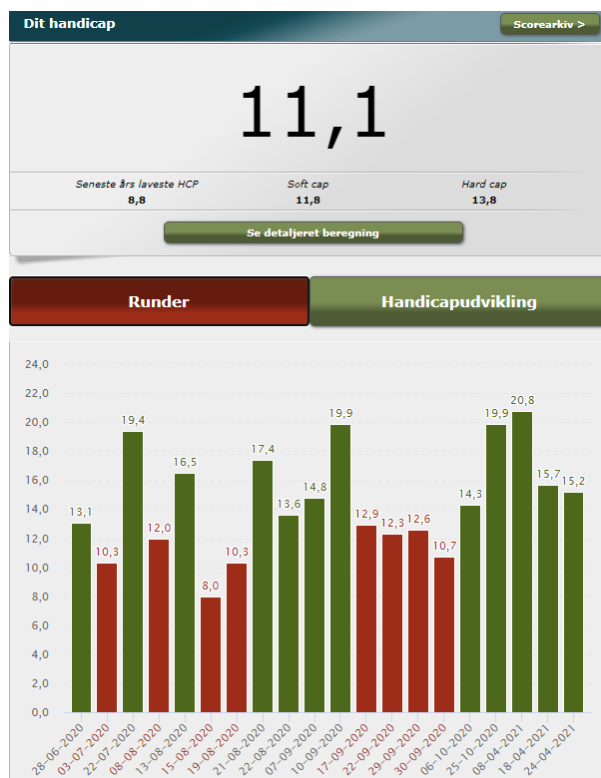 Dit handicap
Scorearkiv >
11,1
Seneste års laveste HCP Soft cap Hard cap
8,8 11,8 13,8
Se detaljeret beregning
Runder Handicapudvikling
24,0
22,0
20,0
18,0
16,0
14,0
12,0
10,0
8,0
6,0
4,0
2,0
0,0
13,1 10,3 19,4 12,0 16,5 8,0 10,3 17,4 13,6 14,8 19,9 12,9 12,3 12,6 10,7 14,3 19,9 20,8 15,7 15,2
28-06-2020 03-07-2020 22-07-2020 08-08-2020 13-08-2020 15-08-2020 19-08-2020 21-08-2020 22-08-2020 07-09-2020 10-09-2020 17-09-2020 22-09-2020 29-09-2020 30-09-2020 06-10-2020 25-10-2020 08-04-2021 18-04-2021 24-04-2021